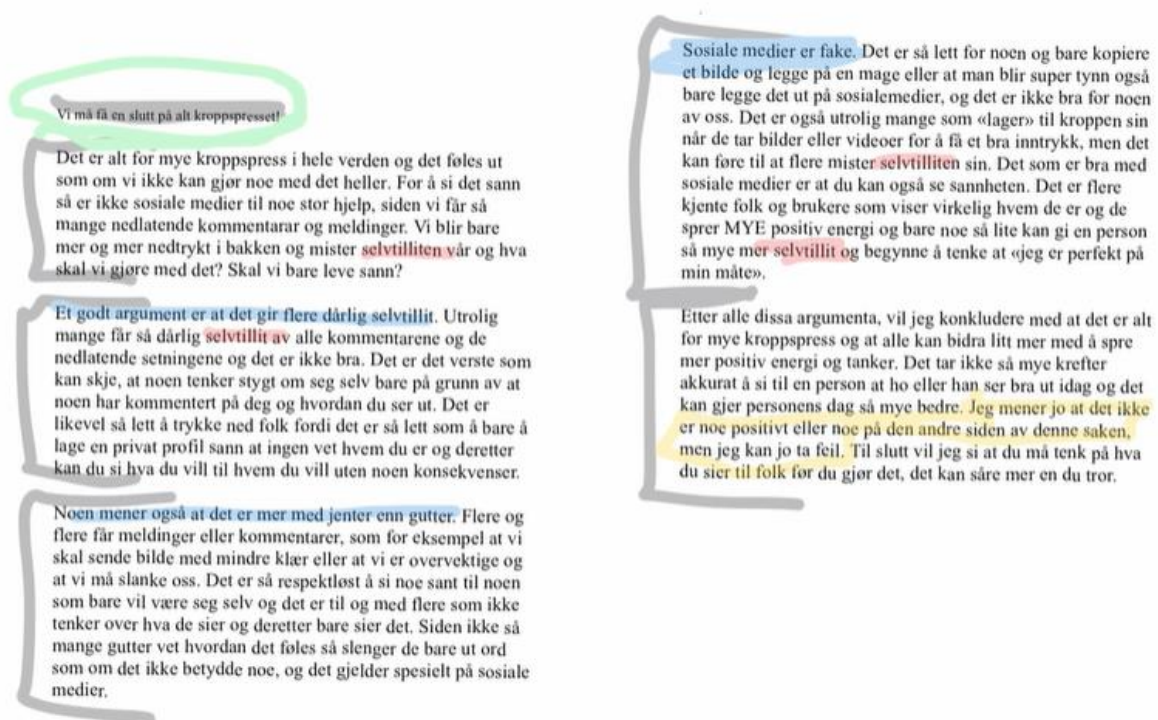 Vi må få en slutt på alt kroppspresset!
Det er alt for mye kroppspress i hele verden og det føles ut
som om vi ikke kan gjør noe med det heller. For å si det sann
så er ikke sosiale medier til noe stor hjelp, siden vi får så
mange nedlatende kommentarar og meldinger. Vi blir bare
mer og mer nedtrykt i bakken og mister selvtilliten vår og hva
skal vi gjøre med det? Skal vi bare leve sann?
Et godt argument er at det gir flere dårlig selvtillit. Utrolig
mange får så dårlig selvtillit av alle kommentarene og de
nedlatende setningene og det er ikke bra. Det er det verste som
kan skje, at noen tenker stygt om seg selv bare på grunn av at
noen har kommentert på deg og hvordan du ser ut. Det er
likevel så lett å trykke ned folk fordi det er så lett som å bare å
lage en privat profil sann at ingen vet hvem du er og deretter
kan du si hva du vill til hvem du vill uten noen konsekvenser.
Noen mener også at det er mer med jenter enn gutter. Flere og
flere får meldinger eller kommentarer, som for eksempel at vi
skal sende bilde med mindre klær eller at vi er overvektige og
at vi må slanke oss. Det er så respektløst å si noe sant til noen
som bare vil være seg selv og det er til og med flere som ikke
tenker over hva de sier og deretter bare sier det. Siden ikke så
mange gutter vet hvordan det føles så slenger de bare ut ord
som om det ikke betydde noe, og det gjelder spesielt på sosiale
medier.
Sosiale medier er fake. Det er så lett for noen og bare kopiere
et bilde og legge på en mage eller at man blir super tynn også
bare legge det ut på sosialemedier, og det er ikke bra for noen
av oss. Det er også utrolig mange som «lager» til kroppen sin
når de tar bilder eller videoer for å få et bra inntrykk, men det
kan føre til at flere mister selvtilliten sin. Det som er bra med
sosiale medier er at du kan også se sannheten. Det er flere
kjente folk og brukere som viser virkelig hvem de er og de
sprer MYE positiv energi og bare noe så lite kan gi en person
så mye mer selvtillit og begynne å tenke at «jeg er perfekt på
min måte».
Etter alle dissa argumenta, vil jeg konkludere med at det er alt
for mye kroppspress og at alle kan bidra litt mer med å spre
mer positiv energi og tanker. Det tar ikke så mye krefter
akkurat å si til en person at ho eller han ser bra ut idag og det
kan gjer personens dag så mye bedre. Jeg mener jo at det ikke
er noe positivt eller noe på den andre siden av denne saken,
men jeg kan jo ta feil. Til slutt vil jeg si at du må tenk på hva
du sier til folk før du gjør det, det kan såre mer en du tror.